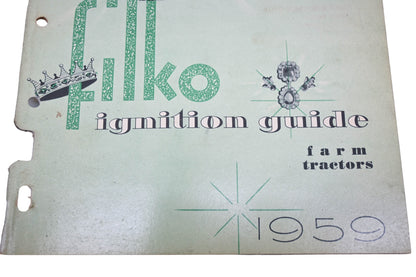 filko
ignition guide
farm
tractors
1959